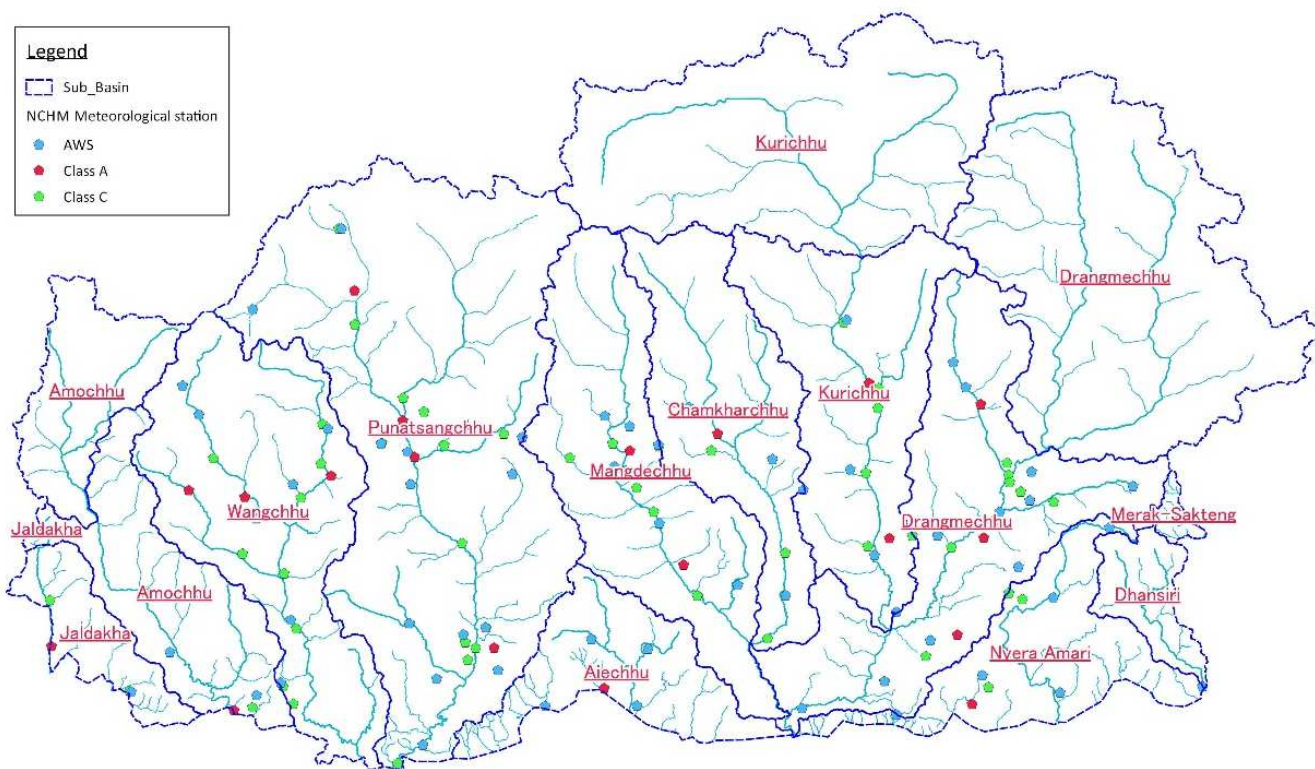 Legend
Sub_Basin
NCHM Meteorological station
AWS
Class A
Class C
Kurichhu
Drangmechhu
Amochhu
Punatsangchhu
Chamkharchhu
Kurichhu
Mangdechhu
Wangchhu
Jaldakha
Drangmechhu
Merak-Sakteng
Amochhu
Dhansiri
Jaldakha
Aiechhu
Nyera Amari